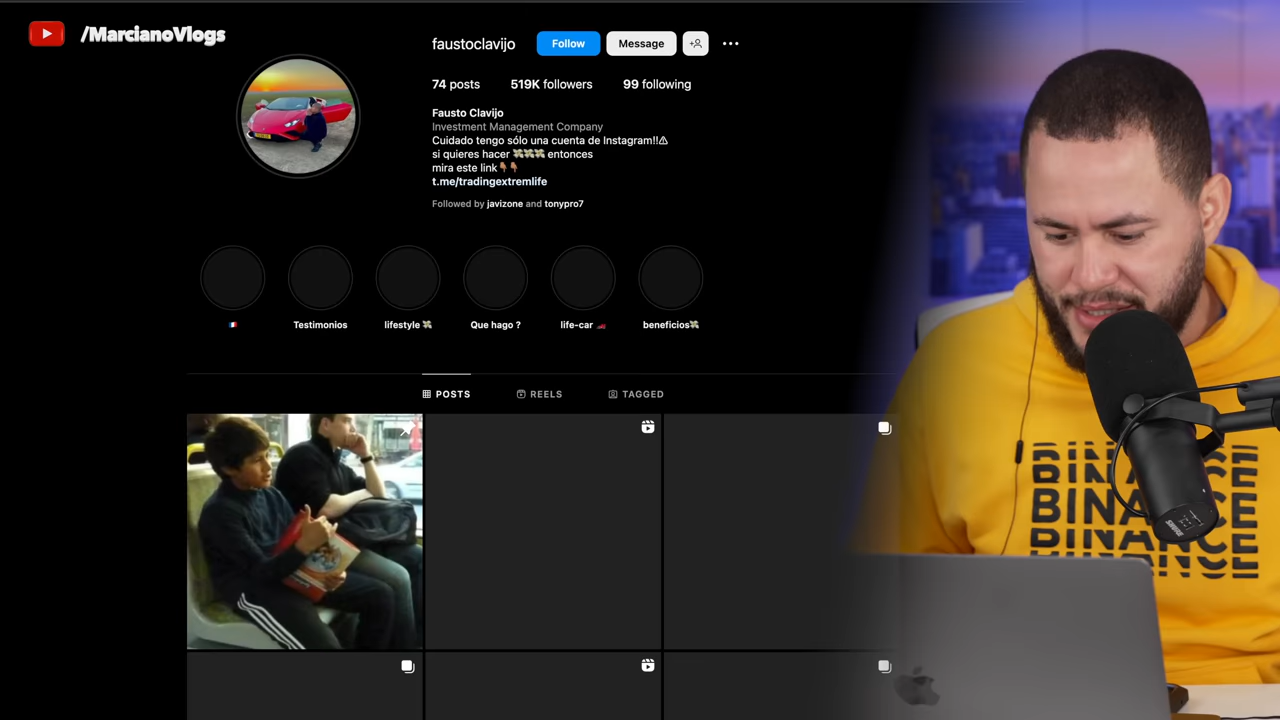 /MarcianoVlogs
faustoclavijo
Follow
Message
74 posts
519K followers
99 following
Fausto Clavijo
Investment Management Company
Cuidado tengo sólo una cuenta de Instagram!!⚠
si quieres hacer 💸💸💸 entonces
mira este link👇🏽👇🏽
t.me/tradingextremlife
Followed by javizone and tonypro7
Testimonios
lifestyle 💸
Que hago ?
life-car 🏎
beneficios💸
POSTS
REELS
TAGGED
BINANCE
BINANCE
BINANCE